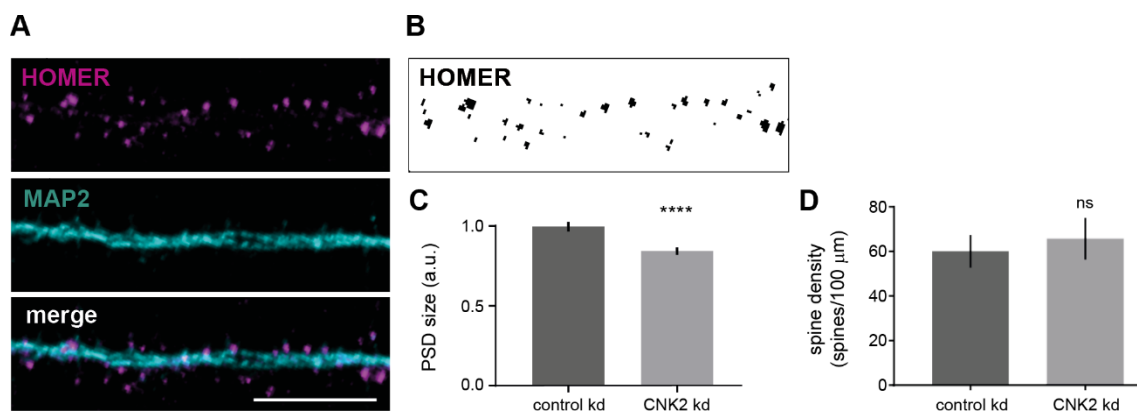 A
HOMER
MAP2
merge
B
HOMER
C
PSD size (a.u.)
1.0
0.5
0.0
****
control kd
CNK2 kd
D
spine density
(spines/100 μm)
80
60
40
20
0
ns
control kd
CNK2 kd